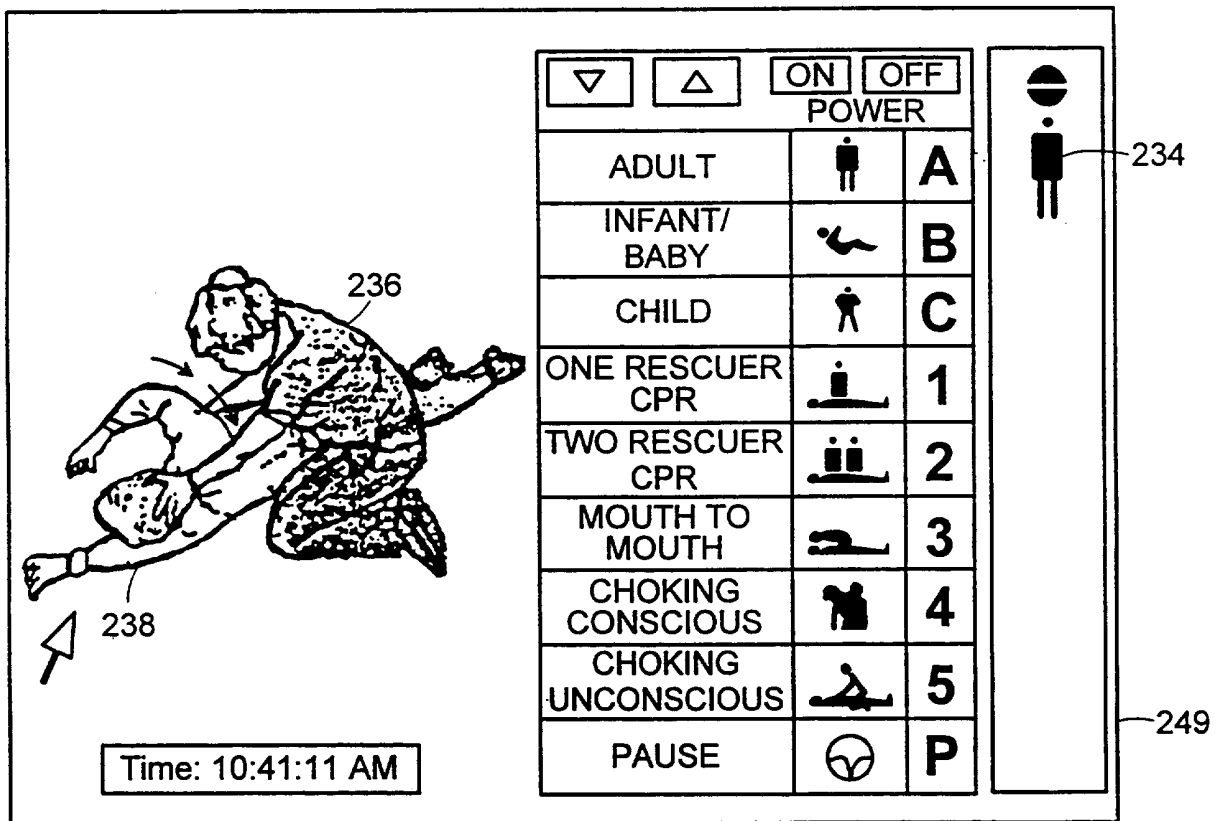 ON OFF
POWER
234
ADULT A
INFANT/
BABY B
236
CHILD C
ONE RESCUER
CPR 1
TWO RESCUER
CPR 2
MOUTH TO
MOUTH 3
238
CHOKING
CONSCIOUS 4
CHOKING
UNCONSCIOUS 5
249
PAUSE P
Time: 10:41:11 AM